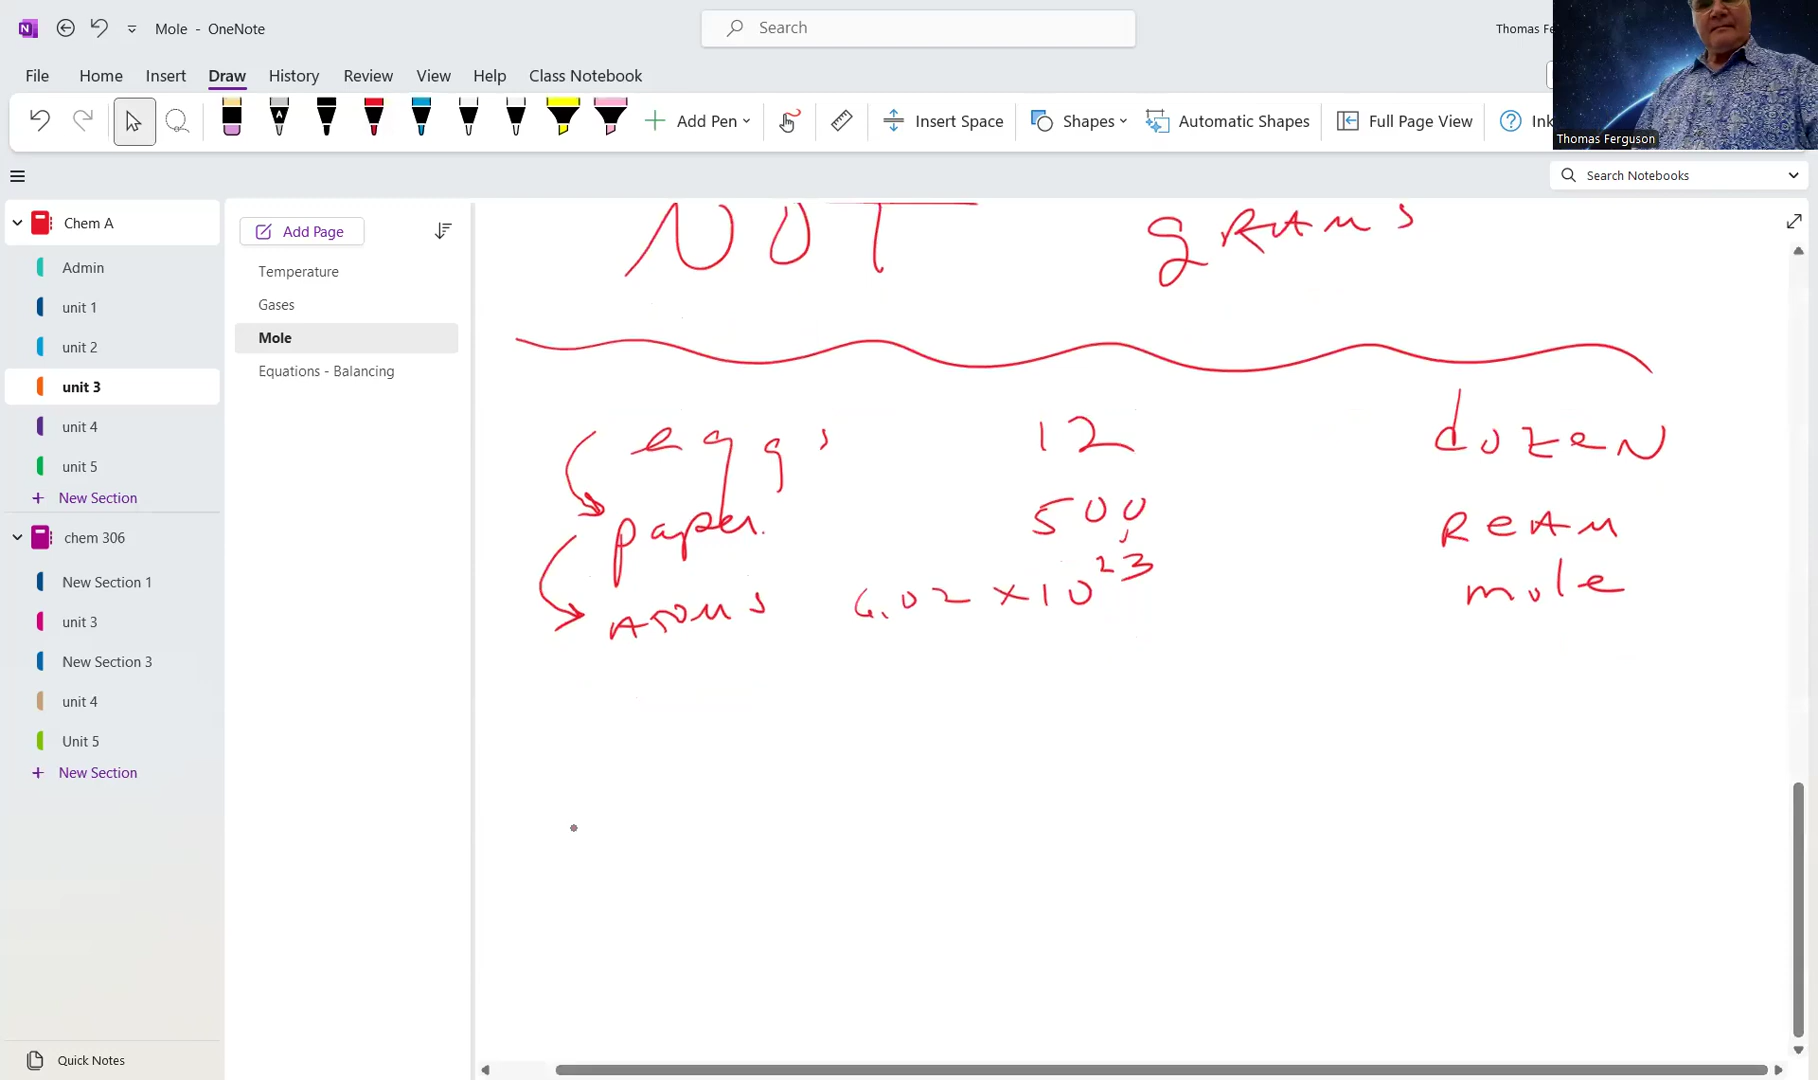 Mole - OneNote
Search
Thomas Fe
File Home Insert Draw History Review View Help Class Notebook
Add Pen
Insert Space
Shapes
Automatic Shapes
Full Page View
Ink
Thomas Ferguson
Search Notebooks
Chem A
Admin
unit 1
unit 2
unit 3
unit 4
unit 5
New Section
chem 306
New Section 1
unit 3
New Section 3
unit 4
Unit 5
New Section
Quick Notes
Add Page
Temperature
Gases
Mole
Equations - Balancing
NOT grams
eggs 12 dozen
paper 500 Ream
Atoms 6.02 x 10²³ mole